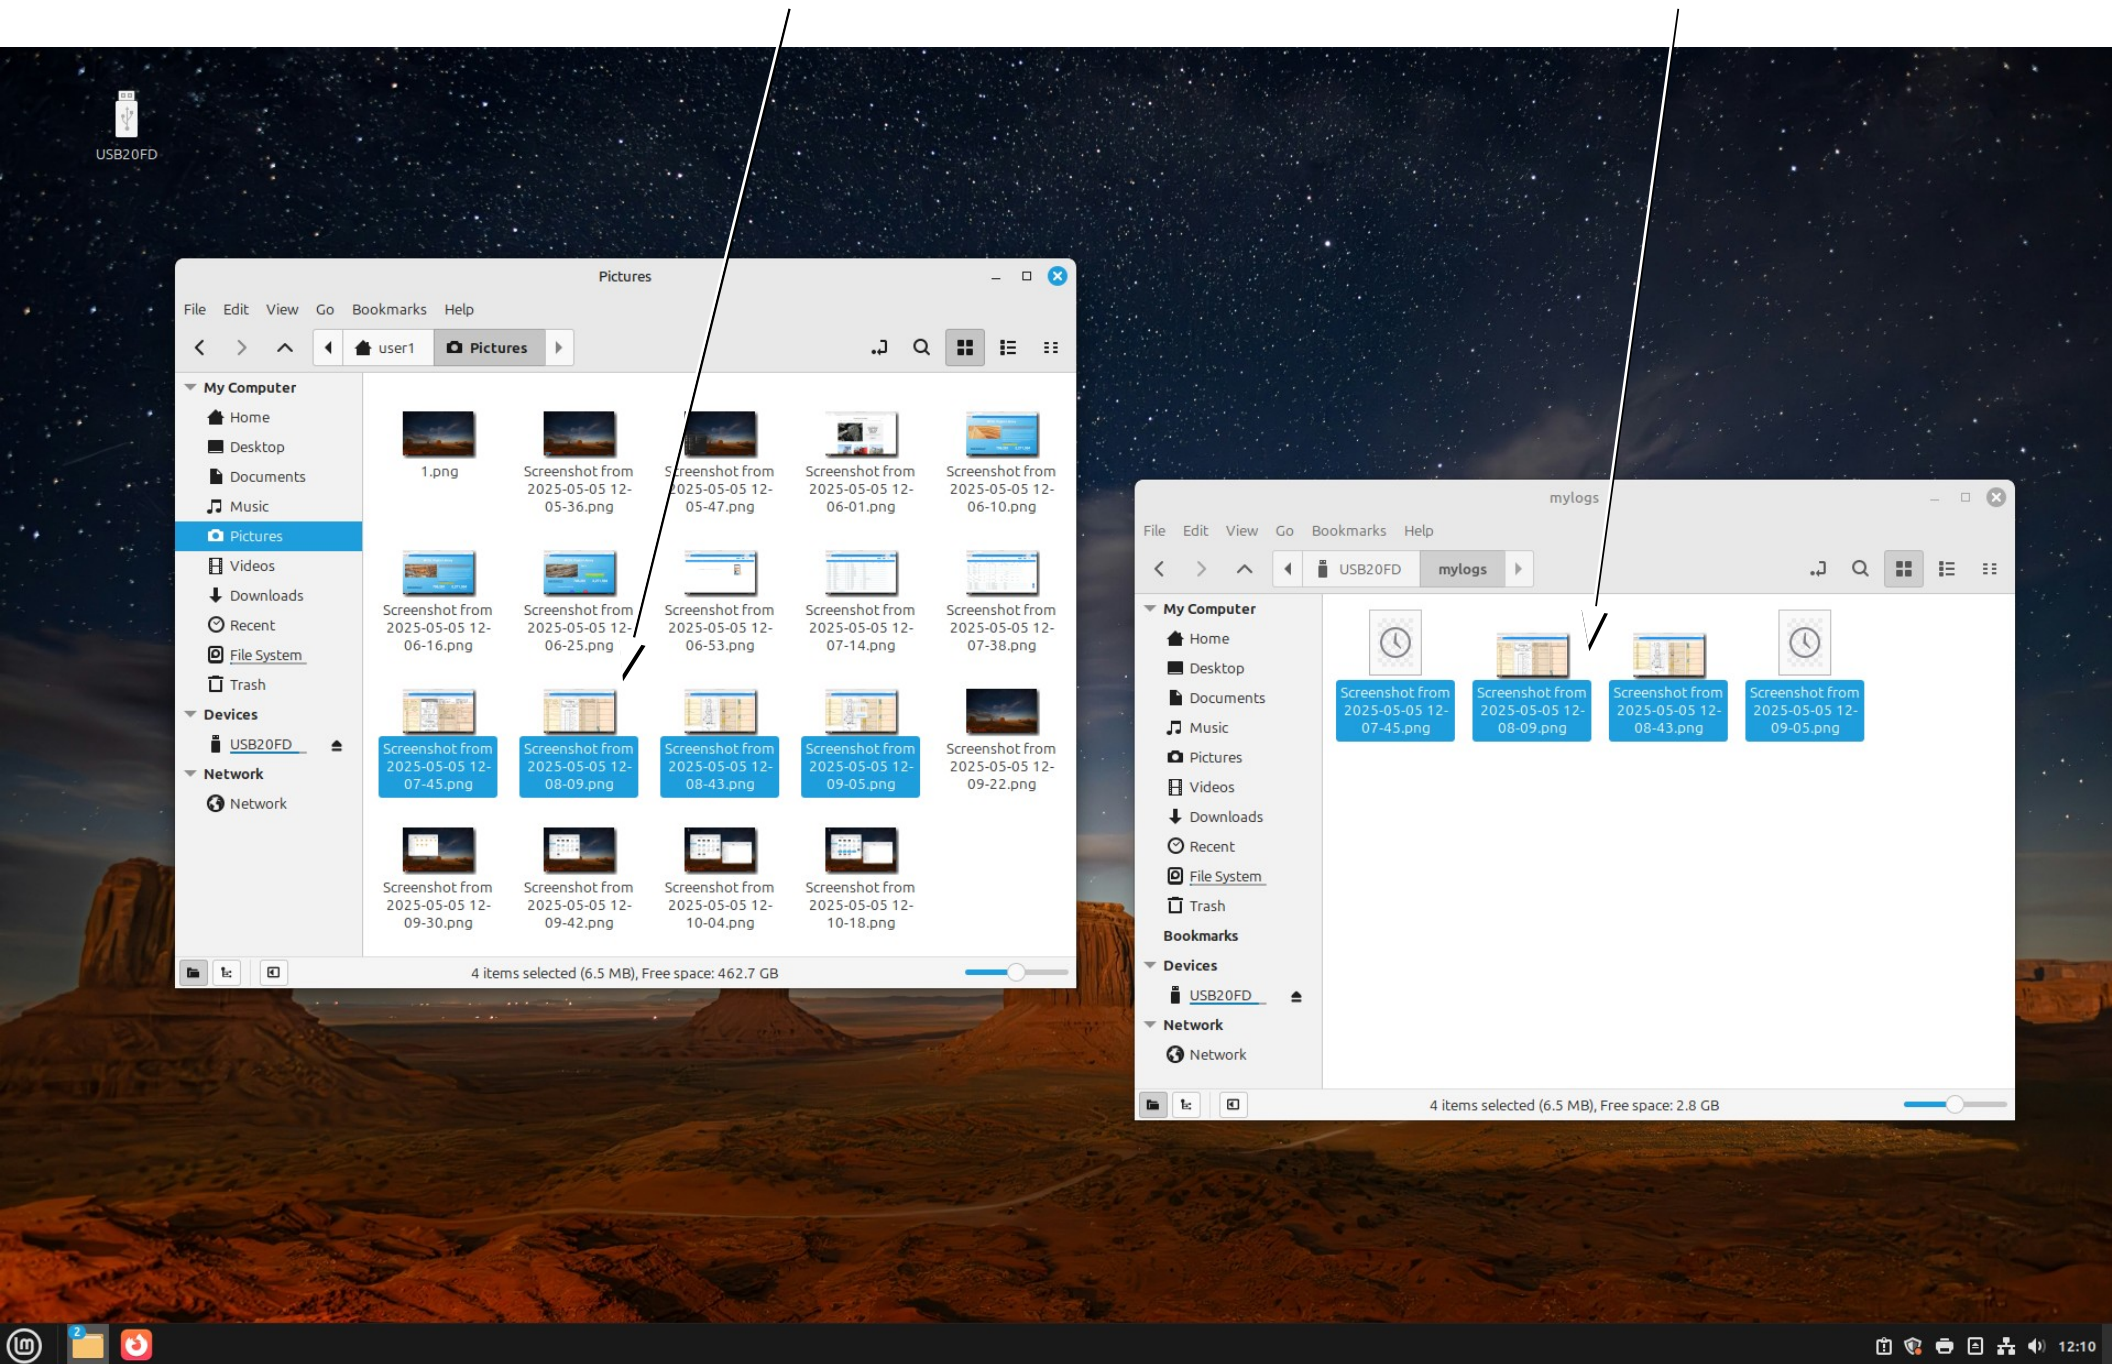 USB20FD
Pictures
File Edit View Go Bookmarks Help
user1 Pictures
My Computer
Home
Desktop
Documents
Music
Pictures
Videos
Downloads
Recent
File System
Trash
Devices
USB20FD
Network
Network
1.png
Screenshot from
2025-05-05 12-
05-36.png
Screenshot from
2025-05-05 12-
05-47.png
Screenshot from
2025-05-05 12-
06-01.png
Screenshot from
2025-05-05 12-
06-10.png
Screenshot from
2025-05-05 12-
06-16.png
Screenshot from
2025-05-05 12-
06-25.png
Screenshot from
2025-05-05 12-
06-53.png
Screenshot from
2025-05-05 12-
07-14.png
Screenshot from
2025-05-05 12-
07-38.png
Screenshot from
2025-05-05 12-
07-45.png
Screenshot from
2025-05-05 12-
08-09.png
Screenshot from
2025-05-05 12-
08-43.png
Screenshot from
2025-05-05 12-
09-05.png
Screenshot from
2025-05-05 12-
09-22.png
Screenshot from
2025-05-05 12-
09-30.png
Screenshot from
2025-05-05 12-
09-42.png
Screenshot from
2025-05-05 12-
10-04.png
Screenshot from
2025-05-05 12-
10-18.png
4 items selected (6.5 MB), Free space: 462.7 GB
mylogs
File Edit View Go Bookmarks Help
USB20FD mylogs
My Computer
Home
Desktop
Documents
Music
Pictures
Videos
Downloads
Recent
File System
Trash
Bookmarks
Devices
USB20FD
Network
Network
Screenshot from
2025-05-05 12-
07-45.png
Screenshot from
2025-05-05 12-
08-09.png
Screenshot from
2025-05-05 12-
08-43.png
Screenshot from
2025-05-05 12-
09-05.png
4 items selected (6.5 MB), Free space: 2.8 GB
2
12:10